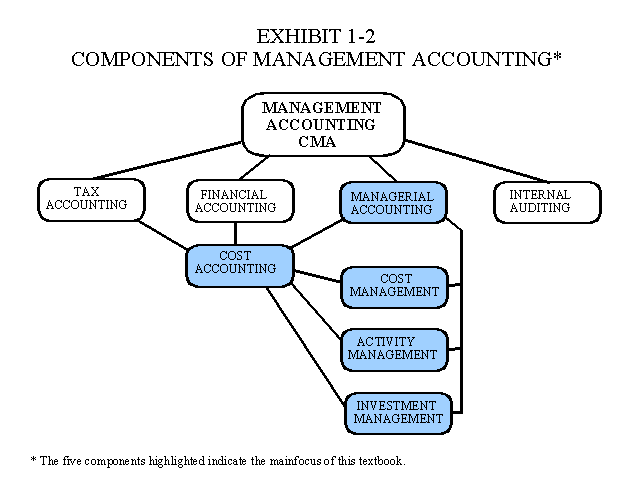 EXHIBIT 1-2
COMPONENTS OF MANAGEMENT ACCOUNTING*
MANAGEMENT
ACCOUNTING
CMA
TAX
ACCOUNTING
FINANCIAL
ACCOUNTING
MANAGERIAL
ACCOUNTING
INTERNAL
AUDITING
COST
ACCOUNTING
COST
MANAGEMENT
ACTIVITY
MANAGEMENT
INVESTMENT
MANAGEMENT
* The five components highlighted indicate the mainfocus of this textbook.